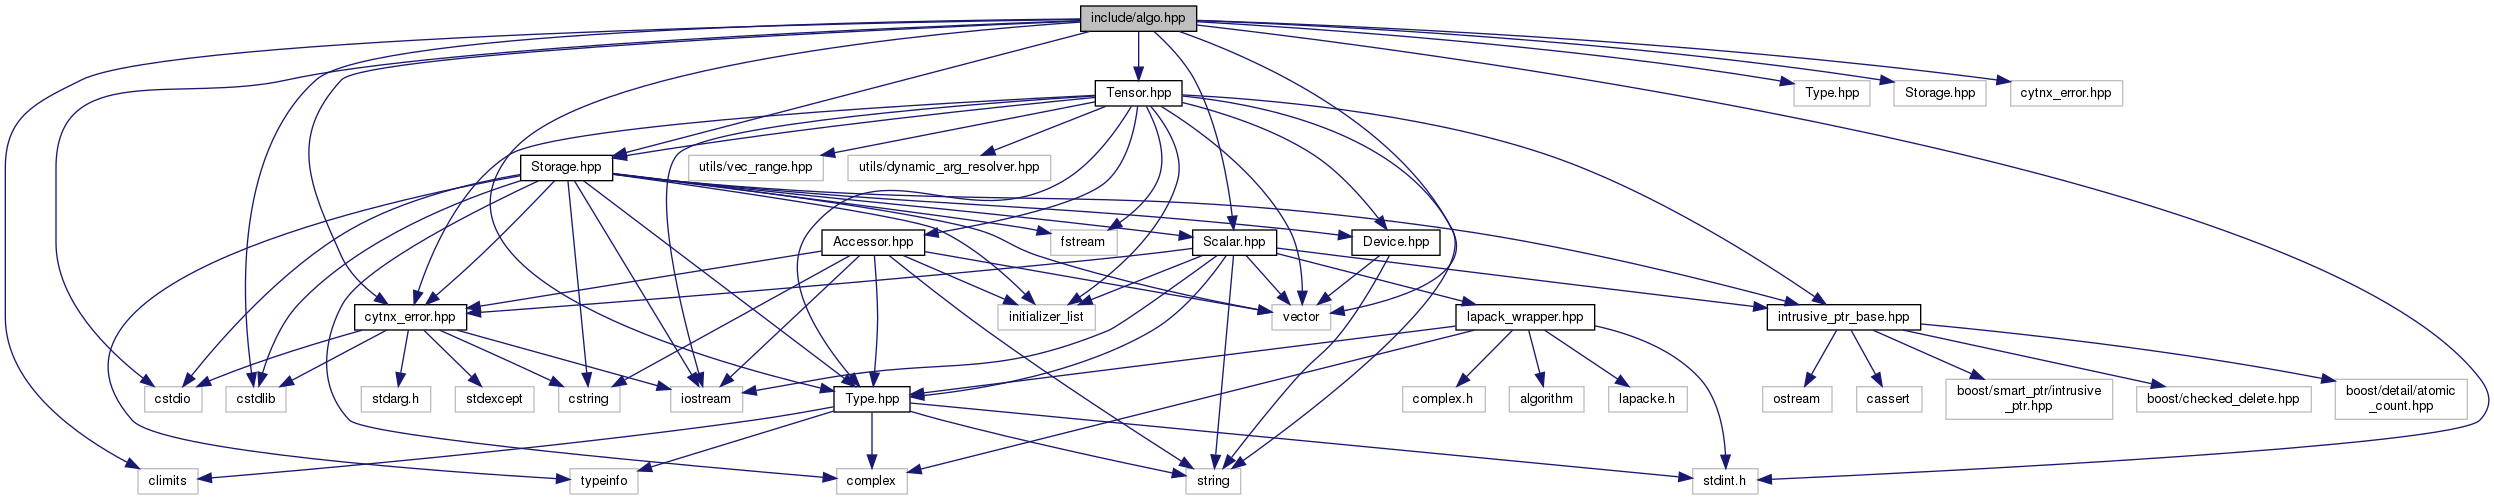 include/algo.hpp
Tensor.hpp
Type.hpp
Storage.hpp
cytnx_error.hpp
Storage.hpp
utils/vec_range.hpp
utils/dynamic_arg_resolver.hpp
Accessor.hpp
fstream
Scalar.hpp
Device.hpp
cytnx_error.hpp
initializer_list
vector
lapack_wrapper.hpp
intrusive_ptr_base.hpp
cstdio
cstdlib
stdarg.h
stdexcept
cstring
iostream
Type.hpp
complex.h
algorithm
lapacke.h
ostream
cassert
boost/smart_ptr/intrusive
_ptr.hpp
boost/checked_delete.hpp
boost/detail/atomic
_count.hpp
climits
typeinfo
complex
string
stdint.h